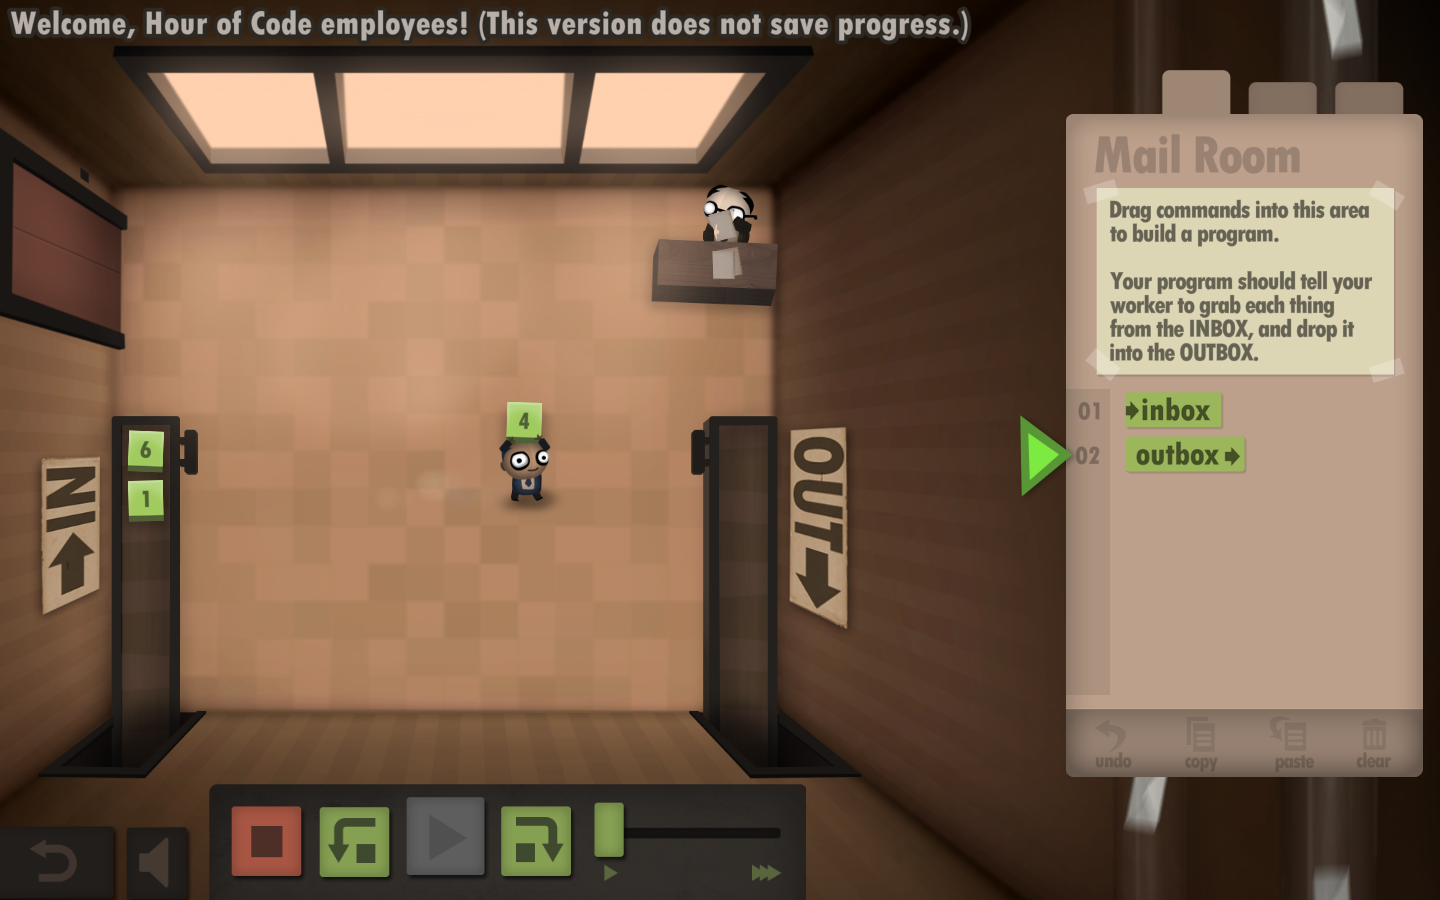 Welcome, Hour of Code employees! (This version does not save progress.)
Mail Room
Drag commands into this area
to build a program.
Your program should tell your
worker to grab each thing
from the INBOX, and drop it
into the OUTBOX.
01 inbox
02 outbox
4
6
1
IN
OUT
undo
copy
paste
clear